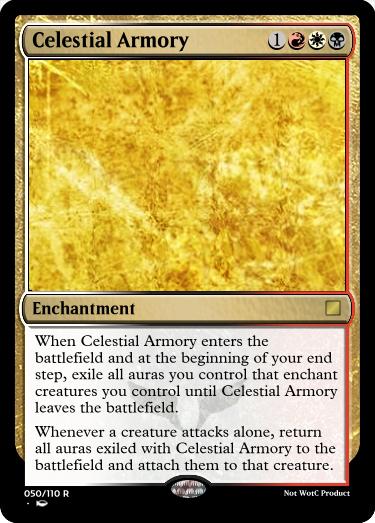 Celestial Armory 1
Enchantment
When Celestial Armory enters the
battlefield and at the beginning of your end
step, exile all auras you control that enchant
creatures you control until Celestial Armory
leaves the battlefield.
Whenever a creature attacks alone, return
all auras exiled with Celestial Armory to the
battlefield and attach them to that creature.
050/110 R
Not WotC Product